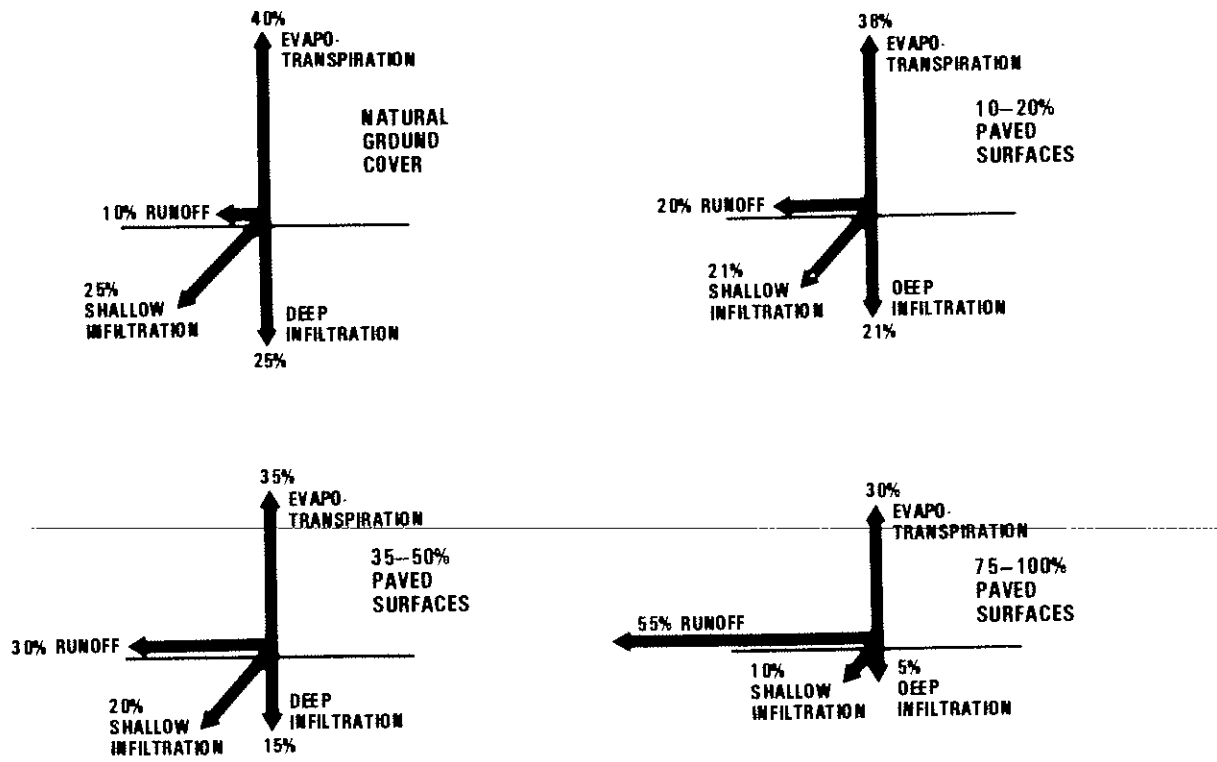 40%
EVAPO-
TRANSPIRATION
NATURAL
GROUND
COVER
10% RUNOFF
25%
SHALLOW
INFILTRATION
DEEP
INFILTRATION
25%
38%
EVAPO-
TRANSPIRATION
10–20%
PAVED
SURFACES
20% RUNOFF
21%
SHALLOW
INFILTRATION
DEEP
INFILTRATION
21%
35%
EVAPO-
TRANSPIRATION
35–50%
PAVED
SURFACES
30% RUNOFF
20%
SHALLOW
INFILTRATION
DEEP
INFILTRATION
15%
30%
EVAPO-
TRANSPIRATION
75–100%
PAVED
SURFACES
55% RUNOFF
10%
SHALLOW
INFILTRATION
5%
DEEP
INFILTRATION